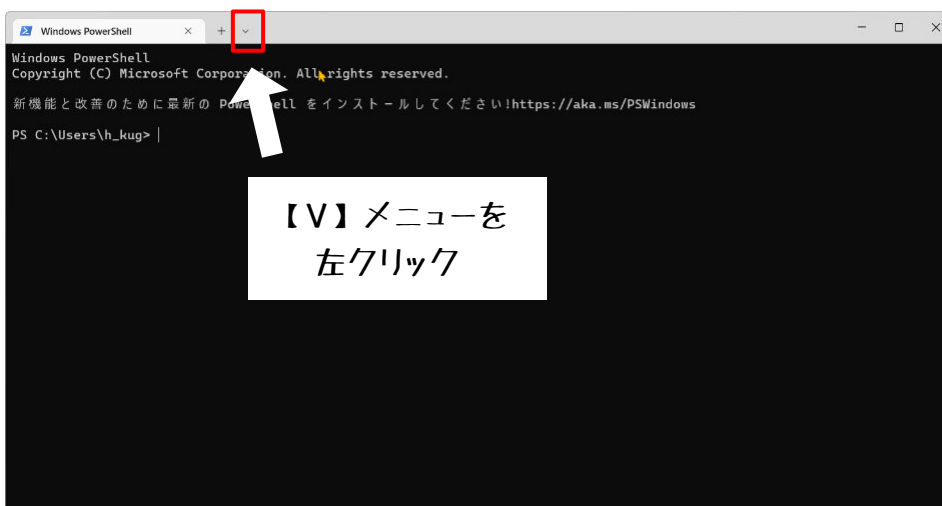 Windows PowerShell
Windows PowerShell
Copyright (C) Microsoft All rights reserved.
新機能と改善のために最新の をインストールしてください!https://aka.ms/PSWindows
PS C:\Users\h_kug>
【V】メニューを
左クリック